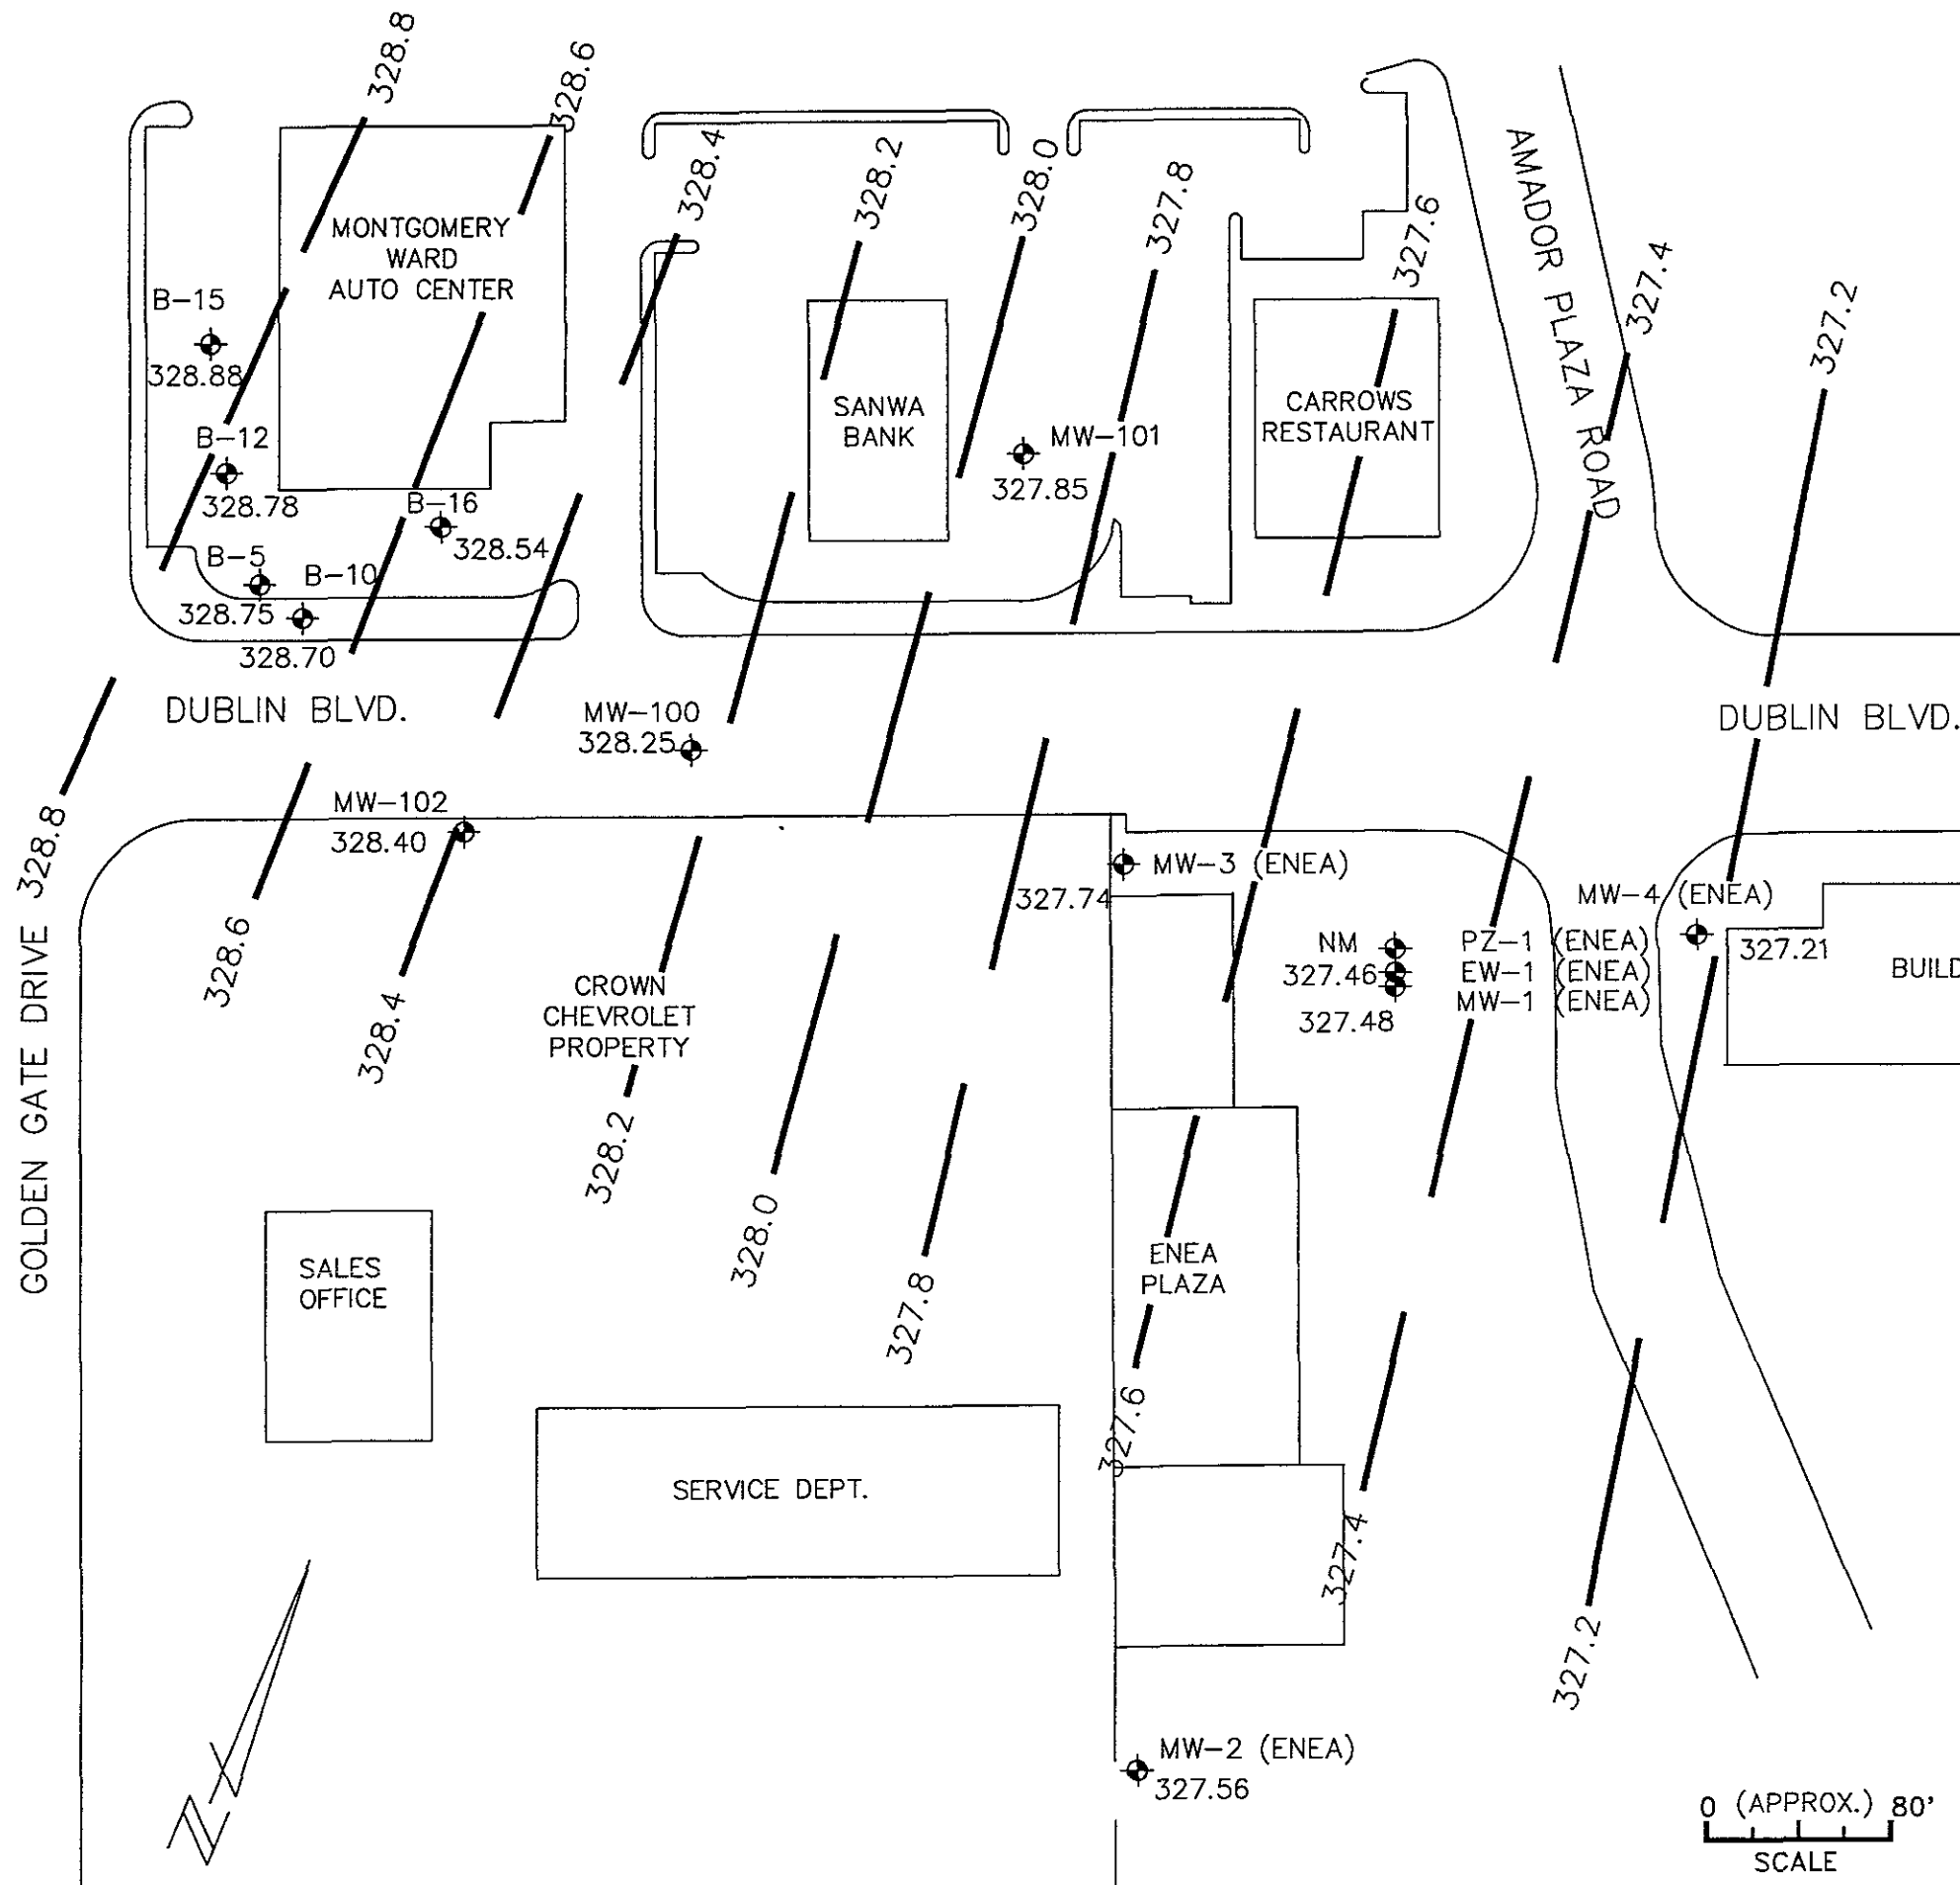 328.8
328.6
328.4
328.2
328.0
327.8
327.6
327.4
327.2
AMADOR PLAZA ROAD
MONTGOMERY
WARD
AUTO CENTER
B-15
328.88
B-12
328.78
B-16
328.54
B-5
328.75
B-10
328.70
SANWA
BANK
MW-101
327.85
CARROWS
RESTAURANT
DUBLIN BLVD.
MW-100
328.25
DUBLIN BLVD.
MW-102
328.40
GOLDEN GATE DRIVE
328.8
328.6
328.4
CROWN
CHEVROLET
PROPERTY
328.2
328.0
327.8
MW-3 (ENEA)
327.74
NM
327.46
327.48
PZ-1 (ENEA)
EW-1 (ENEA)
MW-1 (ENEA)
MW-4 (ENEA)
327.21
BUILD
SALES
OFFICE
ENEA
PLAZA
327.6
SERVICE DEPT.
327.4
327.2
MW-2 (ENEA)
327.56
N
0 (APPROX.) 80'
SCALE